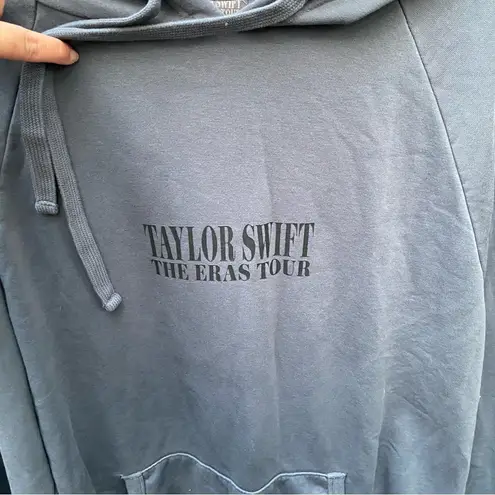 TAYLOR SWIFT
THE ERAS TOUR